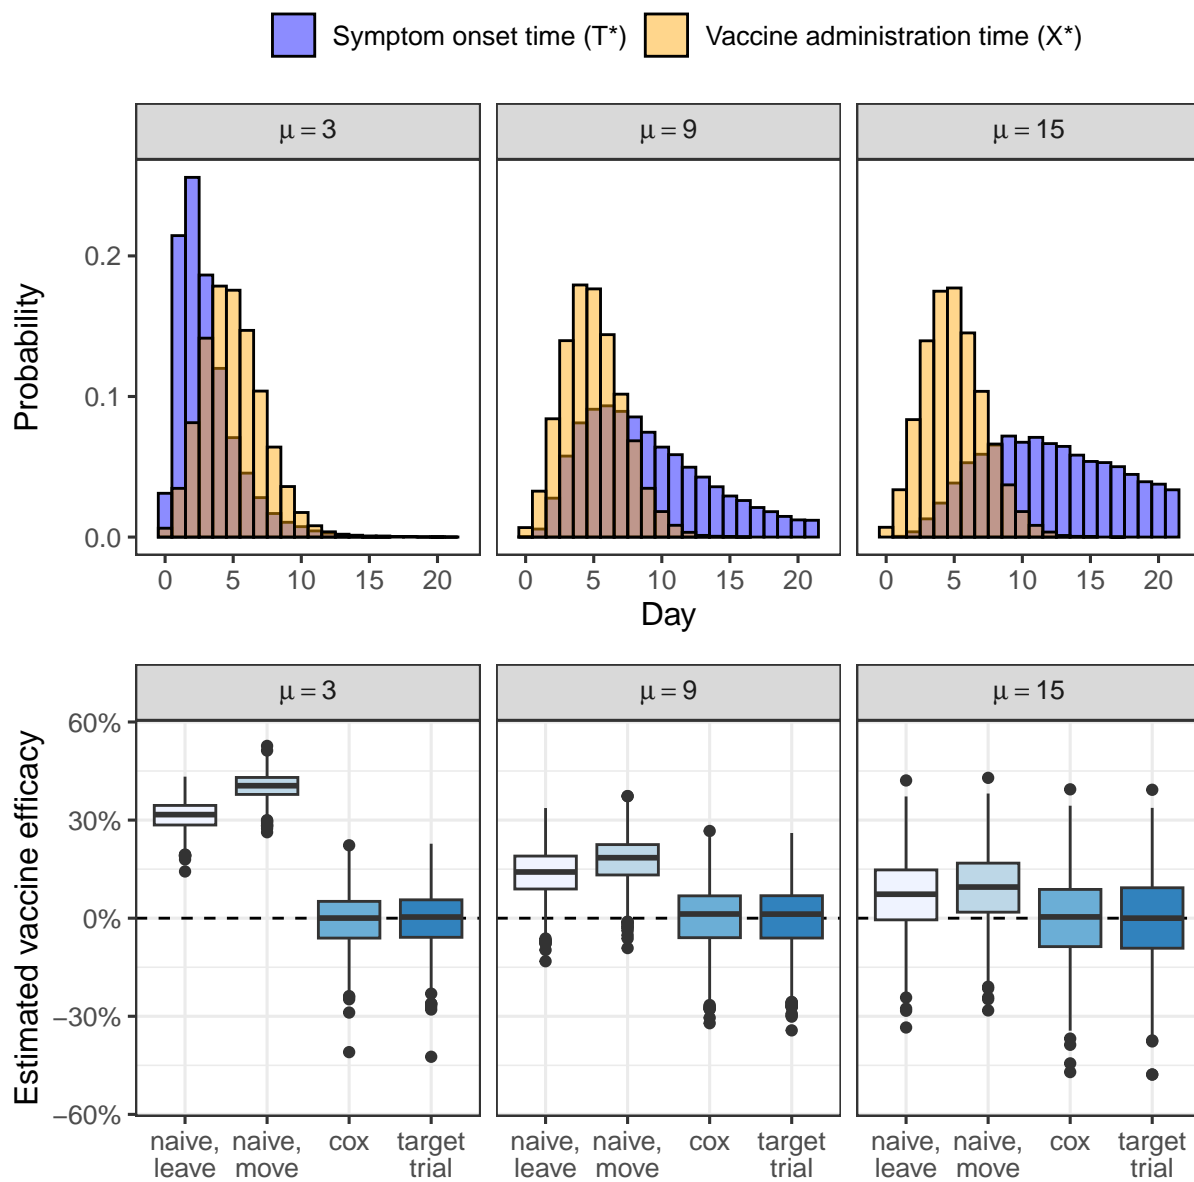 Symptom onset time (T*) Vaccine administration time (X*)
μ = 3 μ = 9 μ = 15
Probability
0.2
0.1
0.0
0 5 10 15 20 0 5 10 15 20 0 5 10 15 20
Day
μ = 3 μ = 9 μ = 15
Estimated vaccine efficacy
60%
30%
0%
−30%
−60%
naive, naive, cox target naive, naive, cox target naive, naive, cox target
leave move trial leave move trial leave move trial